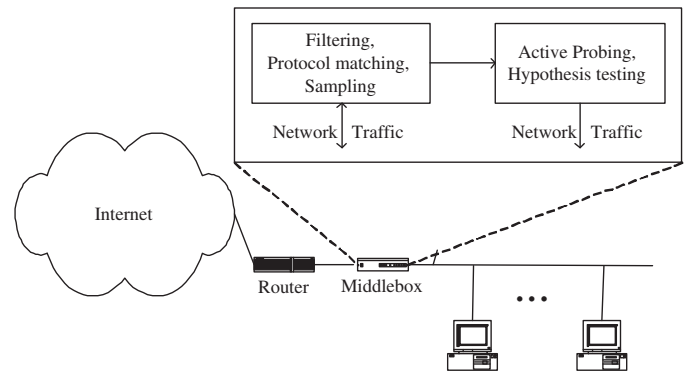 Filtering,
Protocol matching,
Sampling
Active Probing,
Hypothesis testing
Network Traffic
Network Traffic
Internet
Router
Middlebox